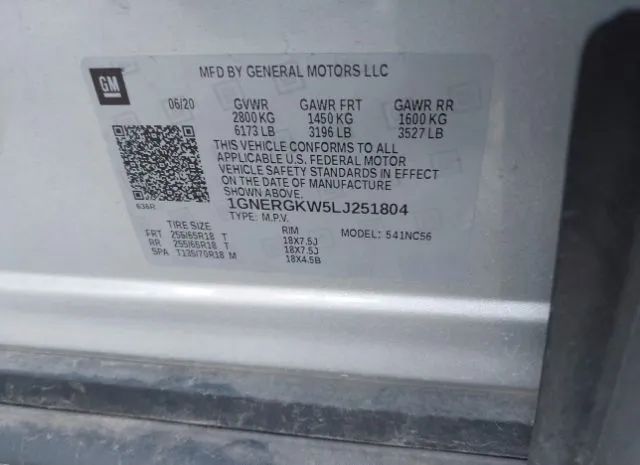 GM
MFD BY GENERAL MOTORS LLC
06/20 GVWR GAWR FRT GAWR RR
2800 KG 1450 KG 1600 KG
6173 LB 3196 LB 3527 LB
THIS VEHICLE CONFORMS TO ALL
APPLICABLE U.S. FEDERAL MOTOR
VEHICLE SAFETY STANDARDS IN EFFECT
ON THE DATE OF MANUFACTURE
SHOWN ABOVE.
636R
1GNERGKW5LJ251804
TYPE: M.P.V. MODEL: 541NC56
TIRE SIZE RIM
FRT 255/65R18 T 18X7.5J
RR 255/65R18 T 18X7.5J
SPA T135/70R18 M 18X4.5B